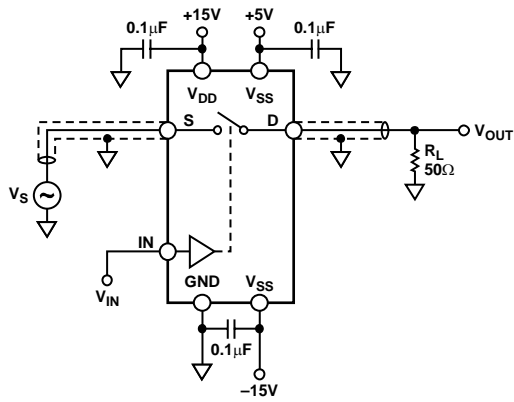 +15V +5V
0.1μF 0.1μF
VDD VSS
S D
VOUT
RL
50Ω
VS
~
IN
VIN
GND VSS
0.1μF
–15V